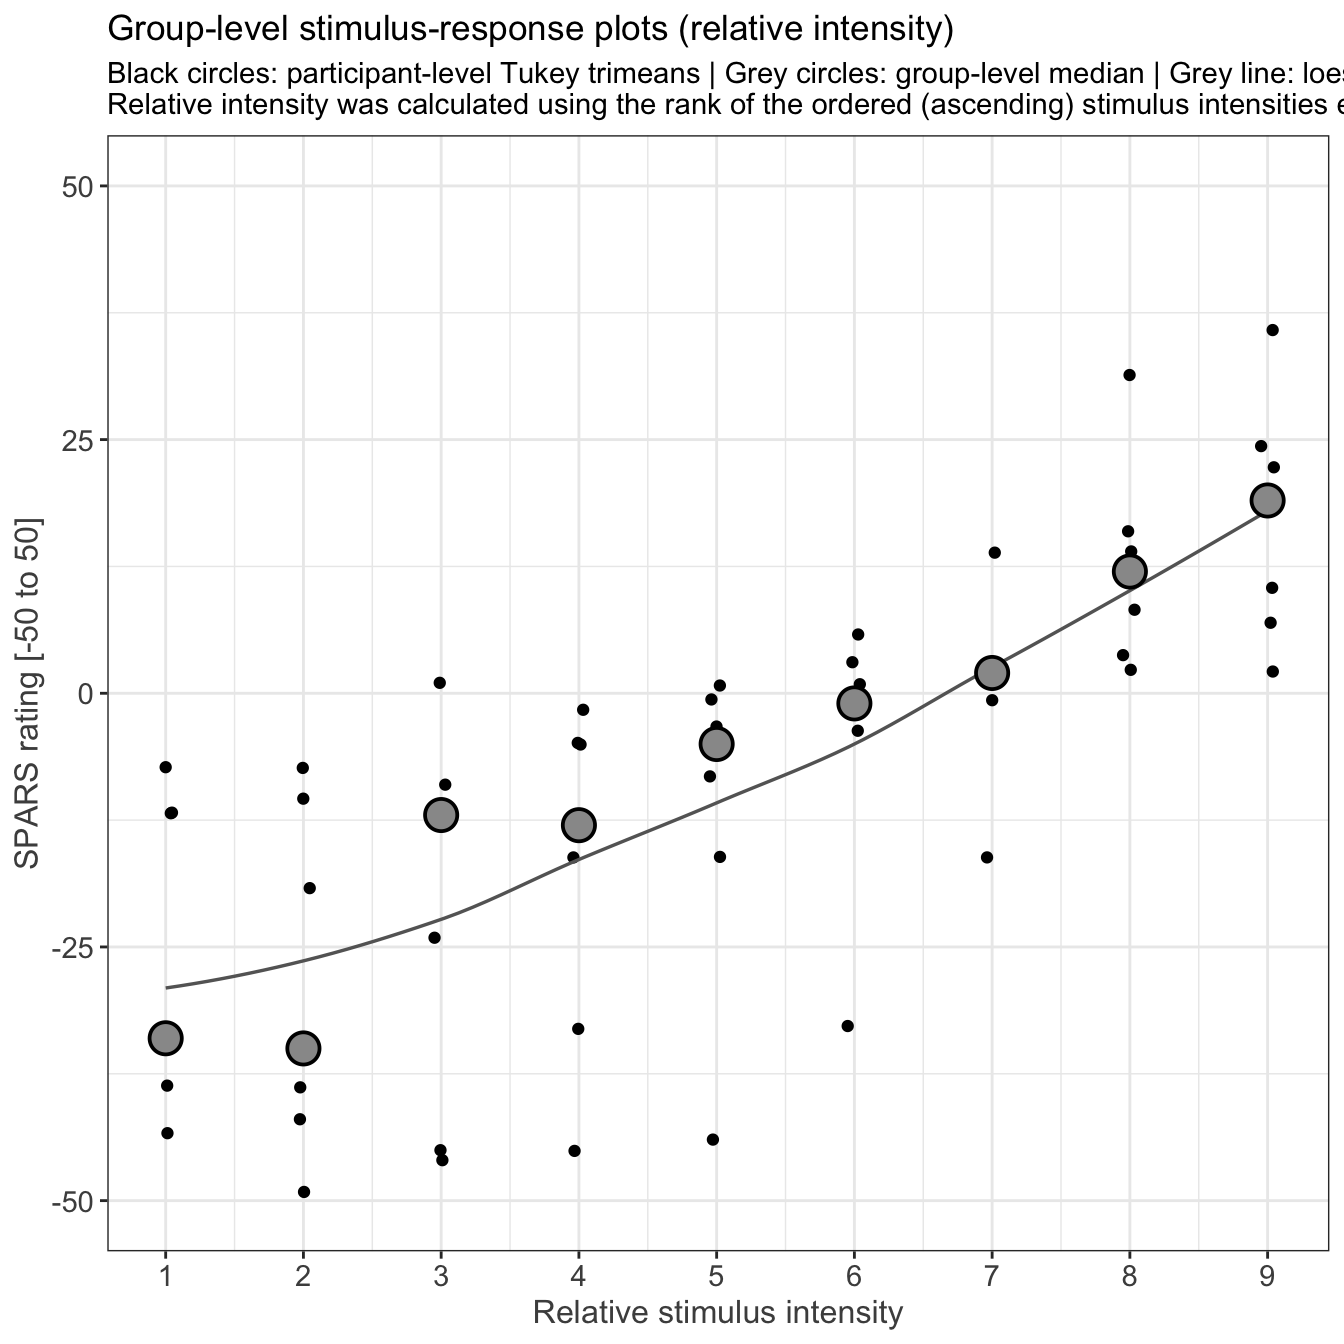 Group-level stimulus-response plots (relative intensity)
Black circles: participant-level Tukey trimeans | Grey circles: group-level median | Grey line:
Relative intensity was calculated using the rank of the ordered (ascending) stimulus intensities
50
25
0
-25
-50
SPARS rating [-50 to 50]
1 2 3 4 5 6 7 8 9
Relative stimulus intensity